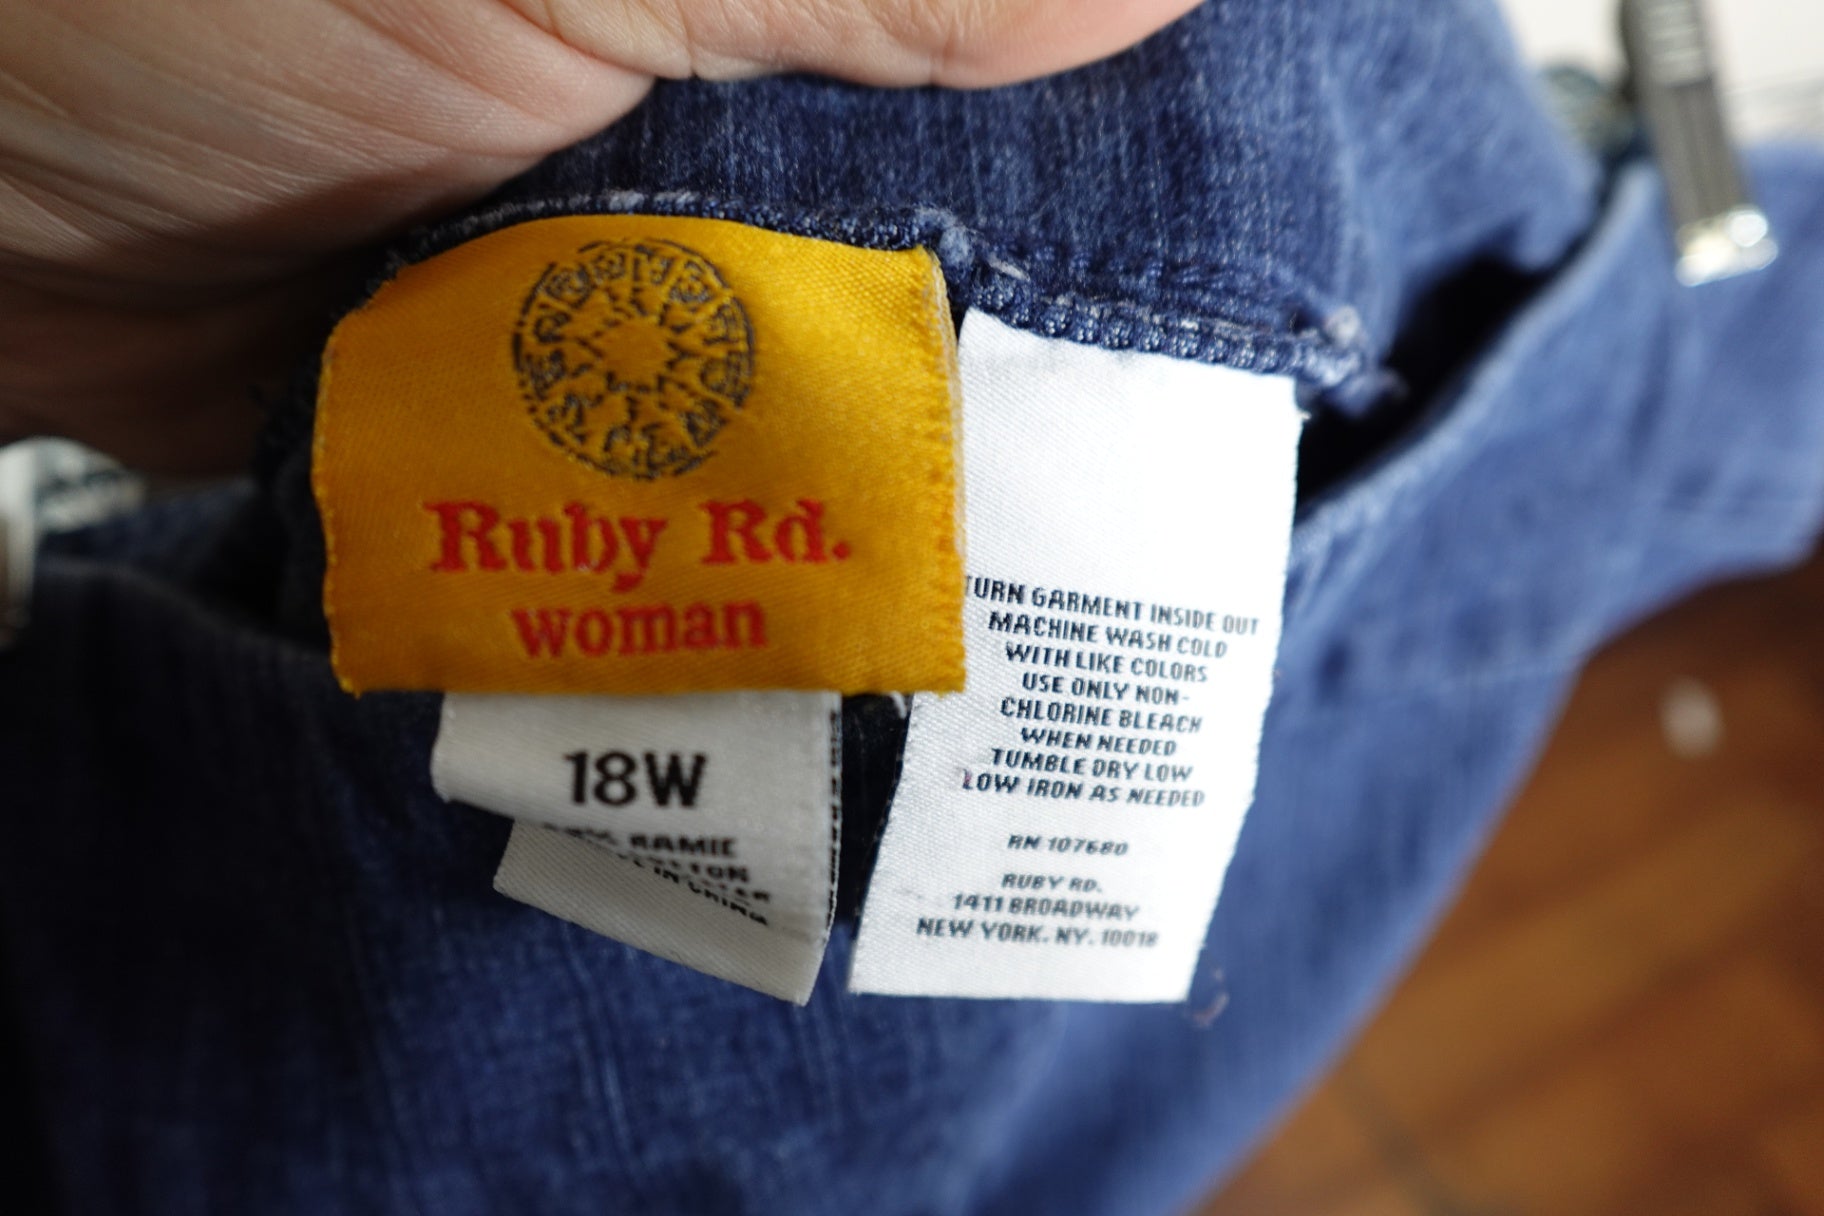 Ruby Rd.
woman
18W
RAMIE
TURN GARMENT INSIDE OUT
MACHINE WASH COLD
WITH LIKE COLORS
USE ONLY NON-
CHLORINE BLEACH
WHEN NEEDED
TUMBLE DRY LOW
LOW IRON AS NEEDED
RN 107680
RUBY RD.
1411 BROADWAY
NEW YORK. NY. 10018